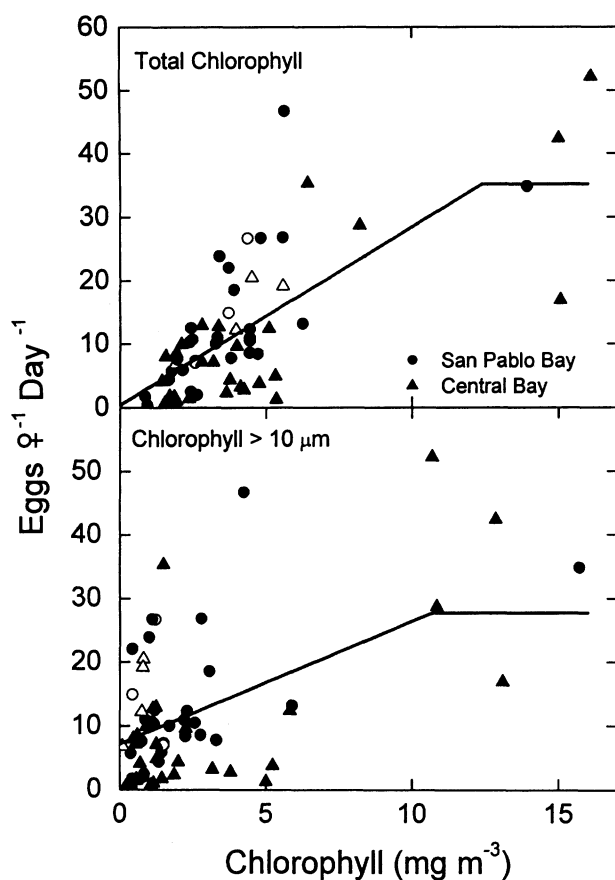 60
Total Chlorophyll
50
40
30
20
10
0
● San Pablo Bay
▲ Central Bay
Chlorophyll > 10 μm
50
40
30
20
10
0
0 5 10 15
Eggs ♀⁻¹ Day⁻¹
Chlorophyll (mg m⁻³)